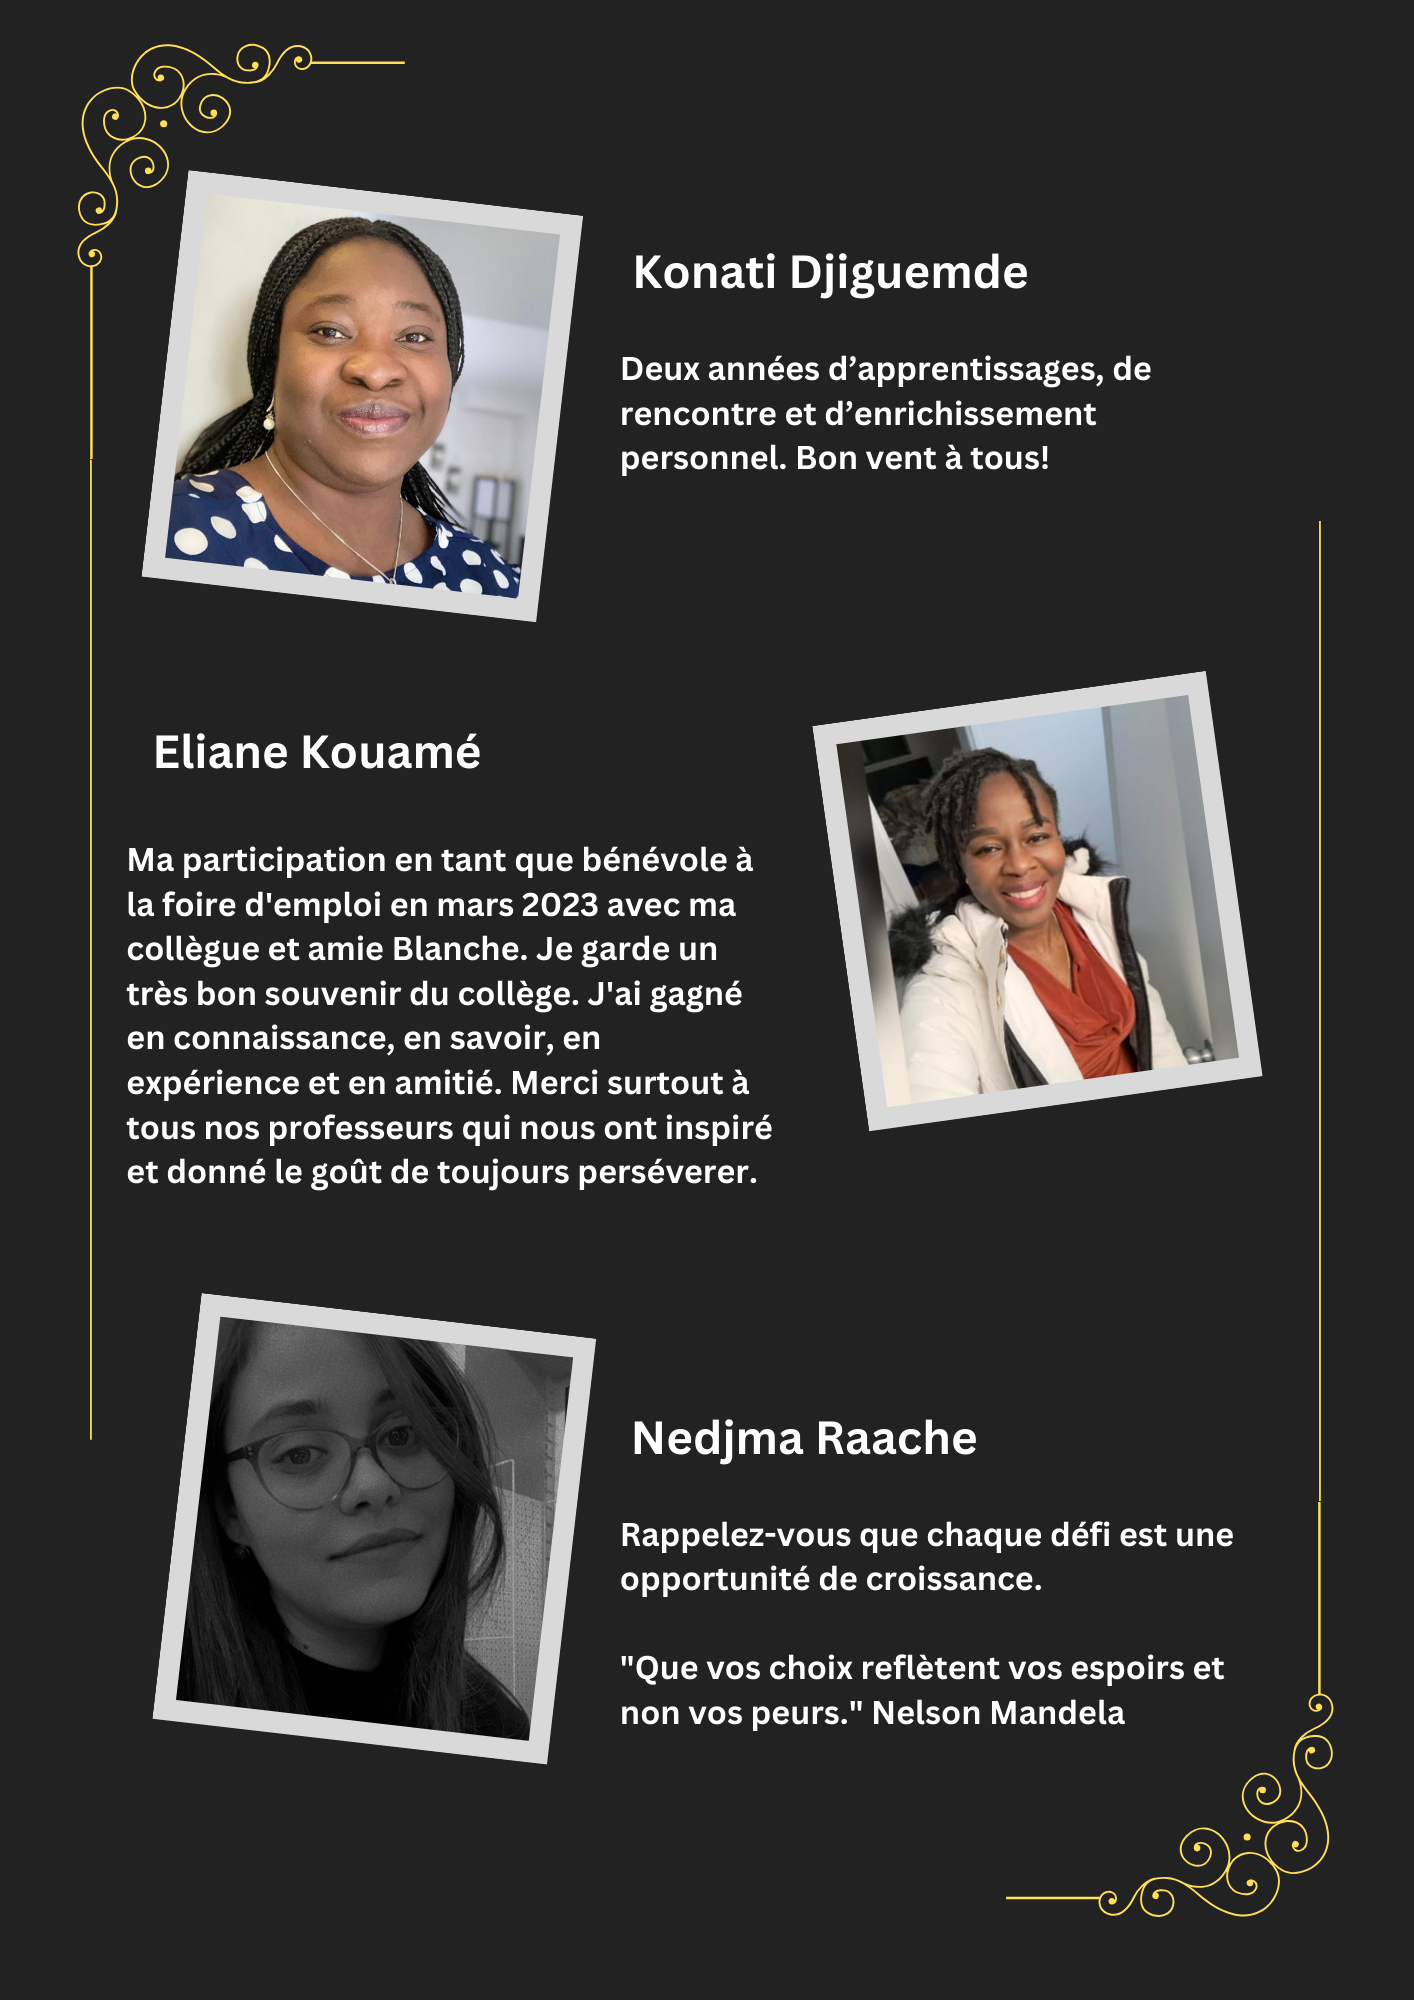 Konati Djiguemde
Deux années d’apprentissages, de
rencontre et d’enrichissement
personnel. Bon vent à tous!
Eliane Kouamé
Ma participation en tant que bénévole à
la foire d'emploi en mars 2023 avec ma
collègue et amie Blanche. Je garde un
très bon souvenir du collège. J'ai gagné
en connaissance, en savoir, en
expérience et en amitié. Merci surtout à
tous nos professeurs qui nous ont inspiré
et donné le goût de toujours perséverer.
Nedjma Raache
Rappelez-vous que chaque défi est une
opportunité de croissance.
"Que vos choix reflètent vos espoirs et
non vos peurs." Nelson Mandela